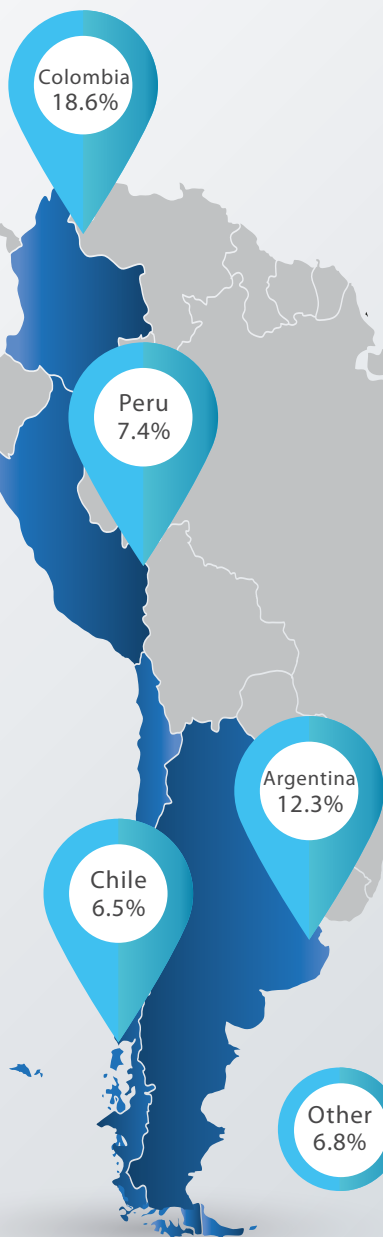 Colombia
18.6%
Peru
7.4%
Argentina
12.3%
Chile
6.5%
Other
6.8%